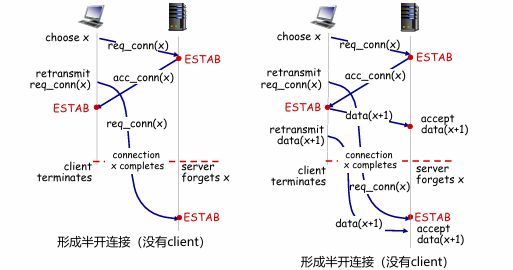 choose x
req_conn(x)
ESTAB
retransmit
req_conn(x)
acc_conn(x)
ESTAB
req_conn(x)
connection
x completes
client
terminates
server
forgets x
ESTAB
形成半开连接（没有client）
choose x
req_conn(x)
ESTAB
retransmit
req_conn(x)
acc_conn(x)
ESTAB
data(x+1)
accept
data(x+1)
retransmit
data(x+1)
connection
x completes
client
terminates
server
forgets x
req_conn(x)
ESTAB
data(x+1)
accept
data(x+1)
形成半开连接（没有client）